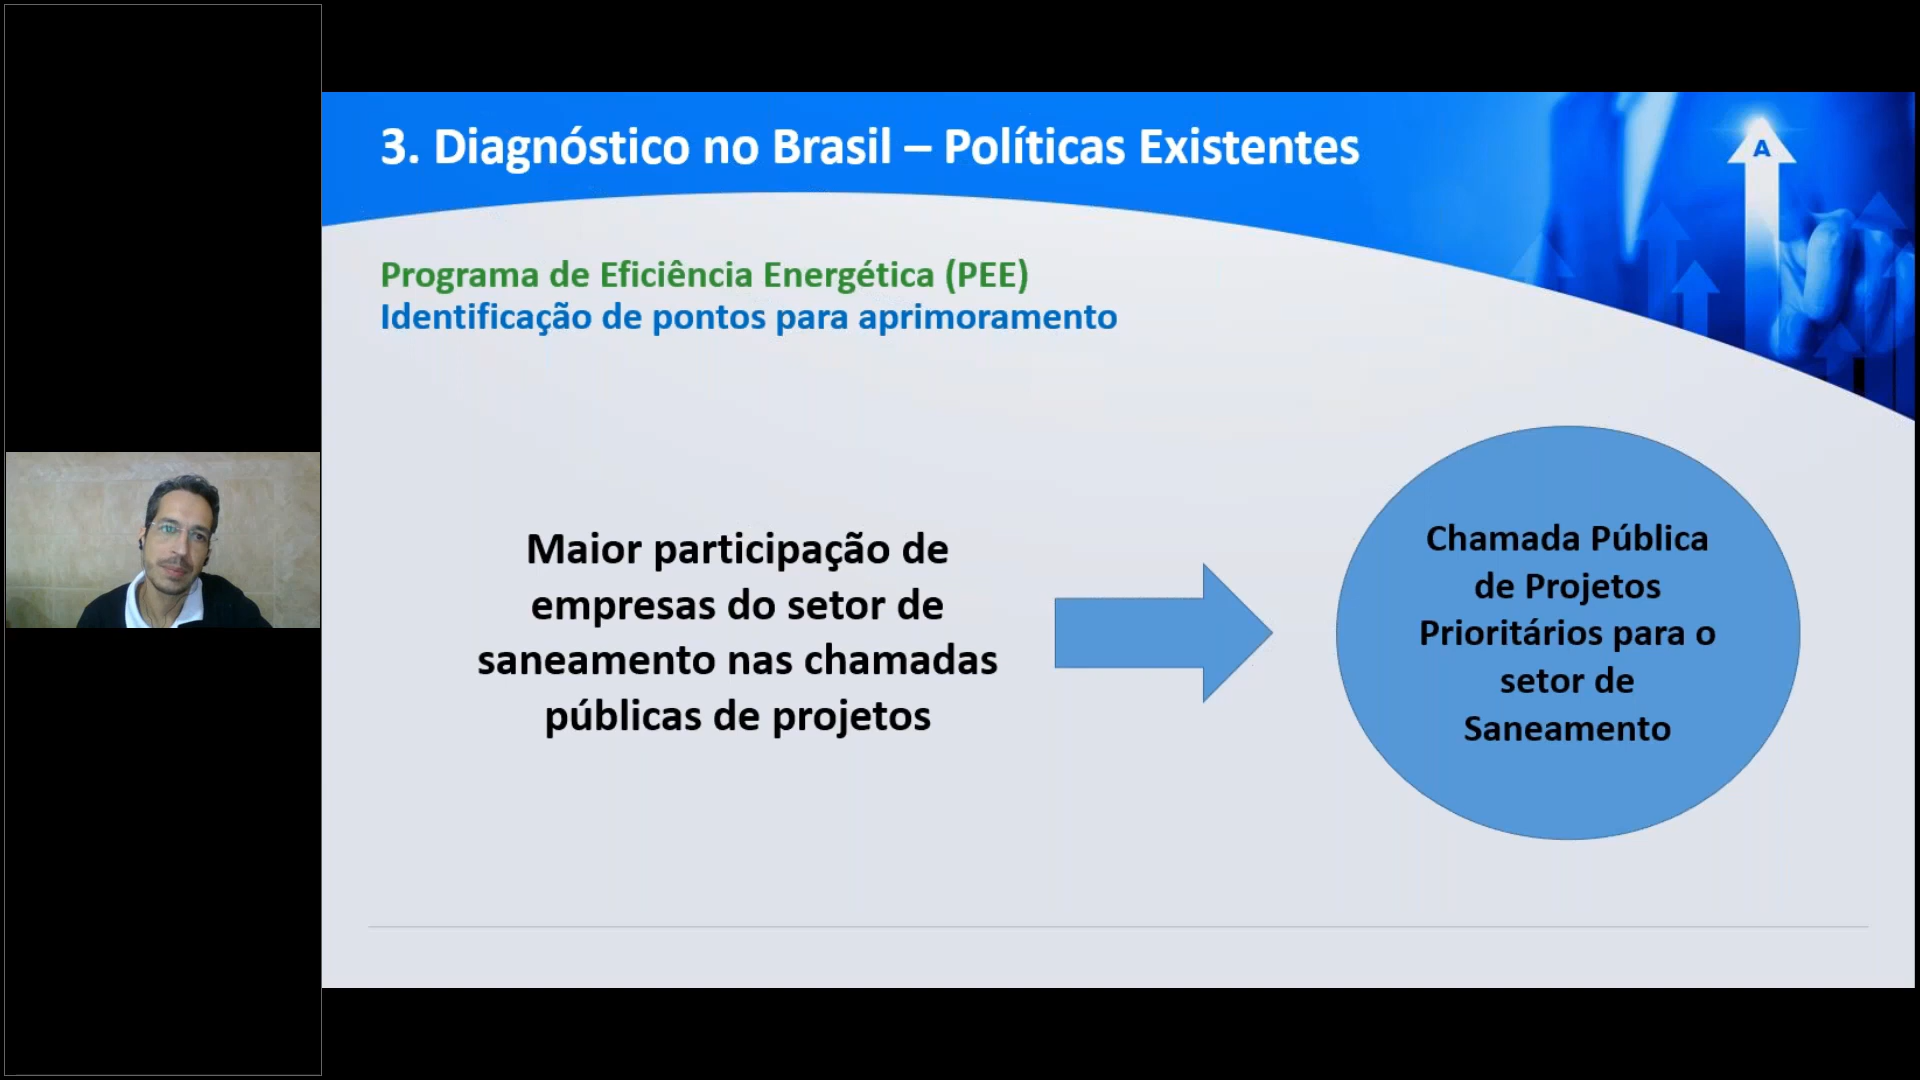 3. Diagnóstico no Brasil – Políticas Existentes
A
Programa de Eficiência Energética (PEE)
Identificação de pontos para aprimoramento
Maior participação de
empresas do setor de
saneamento nas chamadas
públicas de projetos
Chamada Pública
de Projetos
Prioritários para o
setor de
Saneamento